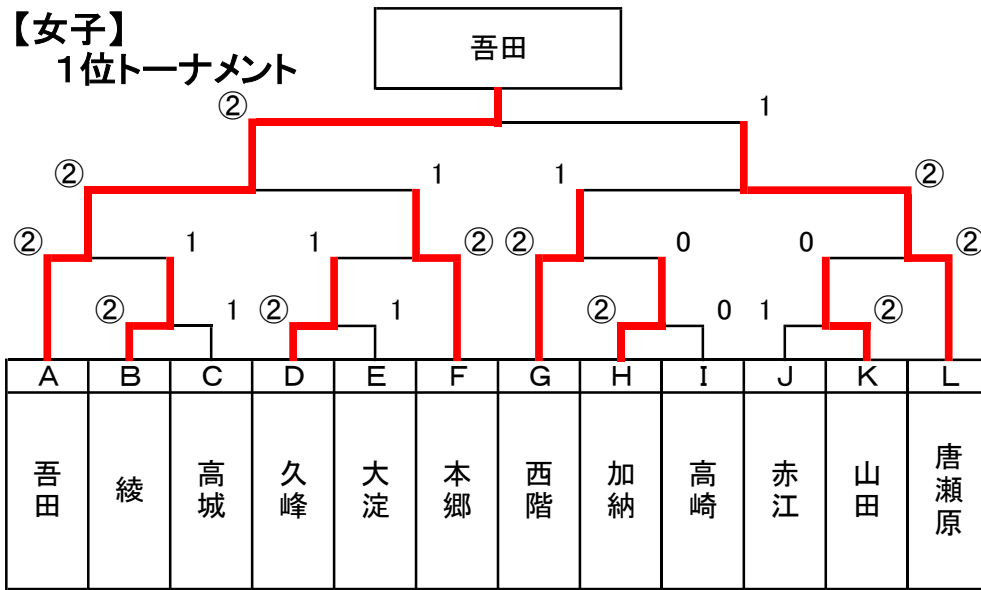 【女子】
1位トーナメント
吾田
② 1
② 1 1 ②
② 1 1 ② ② 0 0 ②
② 1 ② 1 ② 0 1 ②
A B C D E F G H I J K L
吾田 綾 高城 久峰 大淀 本郷 西階 加納 高崎 赤江 山田 唐瀬原